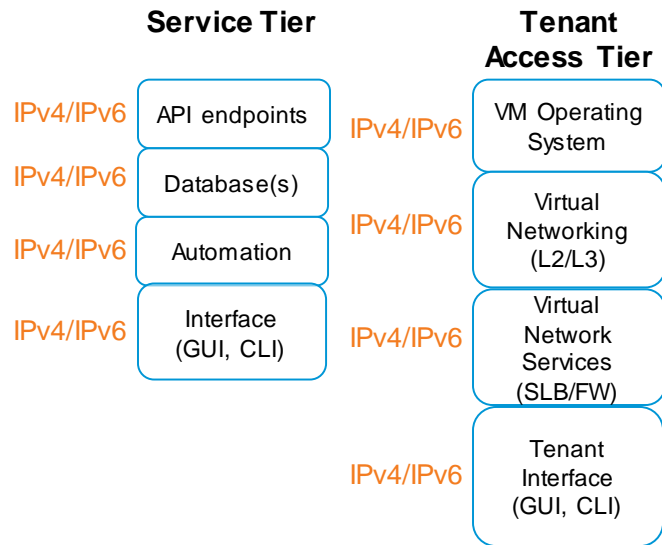 Service Tier
IPv4/IPv6
API endpoints
IPv4/IPv6
Database(s)
IPv4/IPv6
Automation
IPv4/IPv6
Interface
(GUI, CLI)
Tenant
Access Tier
IPv4/IPv6
VM Operating
System
IPv4/IPv6
Virtual
Networking
(L2/L3)
IPv4/IPv6
Virtual
Network
Services
(SLB/FW)
IPv4/IPv6
Tenant
Interface
(GUI, CLI)